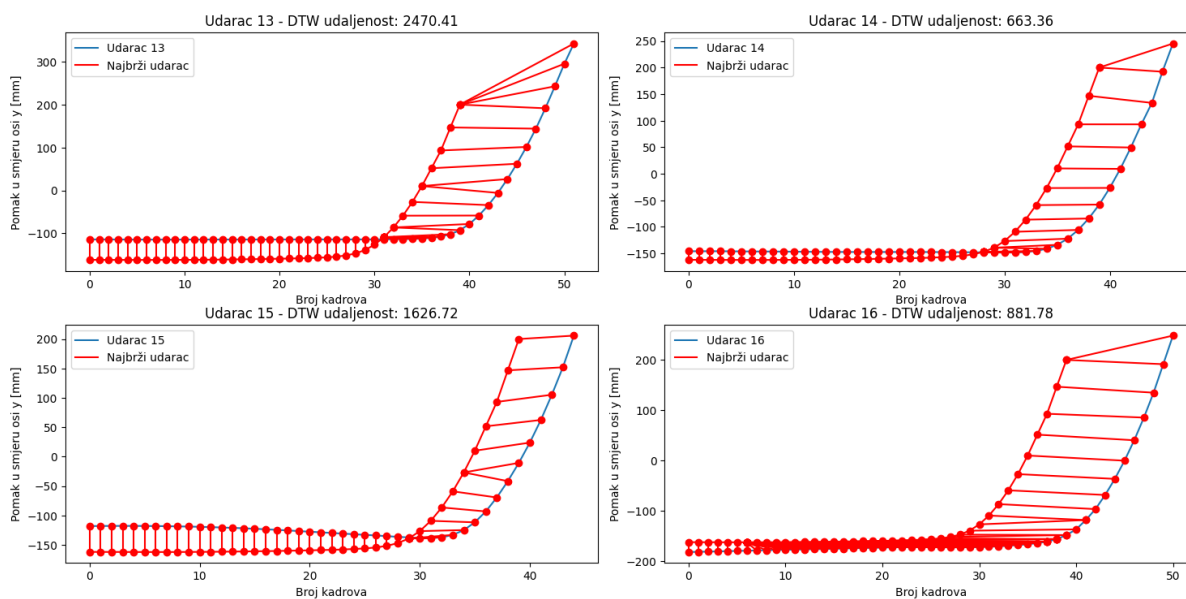 Udarac 13 - DTW udaljenost: 2470.41
Udarac 13
Najbrži udarac
Pomak u smjeru osi y [mm]
300
200
100
0
−100
0
10
20
30
40
50
Broj kadrova
Udarac 14 - DTW udaljenost: 663.36
Udarac 14
Najbrži udarac
Pomak u smjeru osi y [mm]
250
200
150
100
50
0
−50
−100
−150
0
10
20
30
40
Broj kadrova
Udarac 15 - DTW udaljenost: 1626.72
Udarac 15
Najbrži udarac
Pomak u smjeru osi y [mm]
200
150
100
50
0
−50
−100
−150
0
10
20
30
40
Broj kadrova
Udarac 16 - DTW udaljenost: 881.78
Udarac 16
Najbrži udarac
Pomak u smjeru osi y [mm]
200
100
0
−100
−200
0
10
20
30
40
50
Broj kadrova